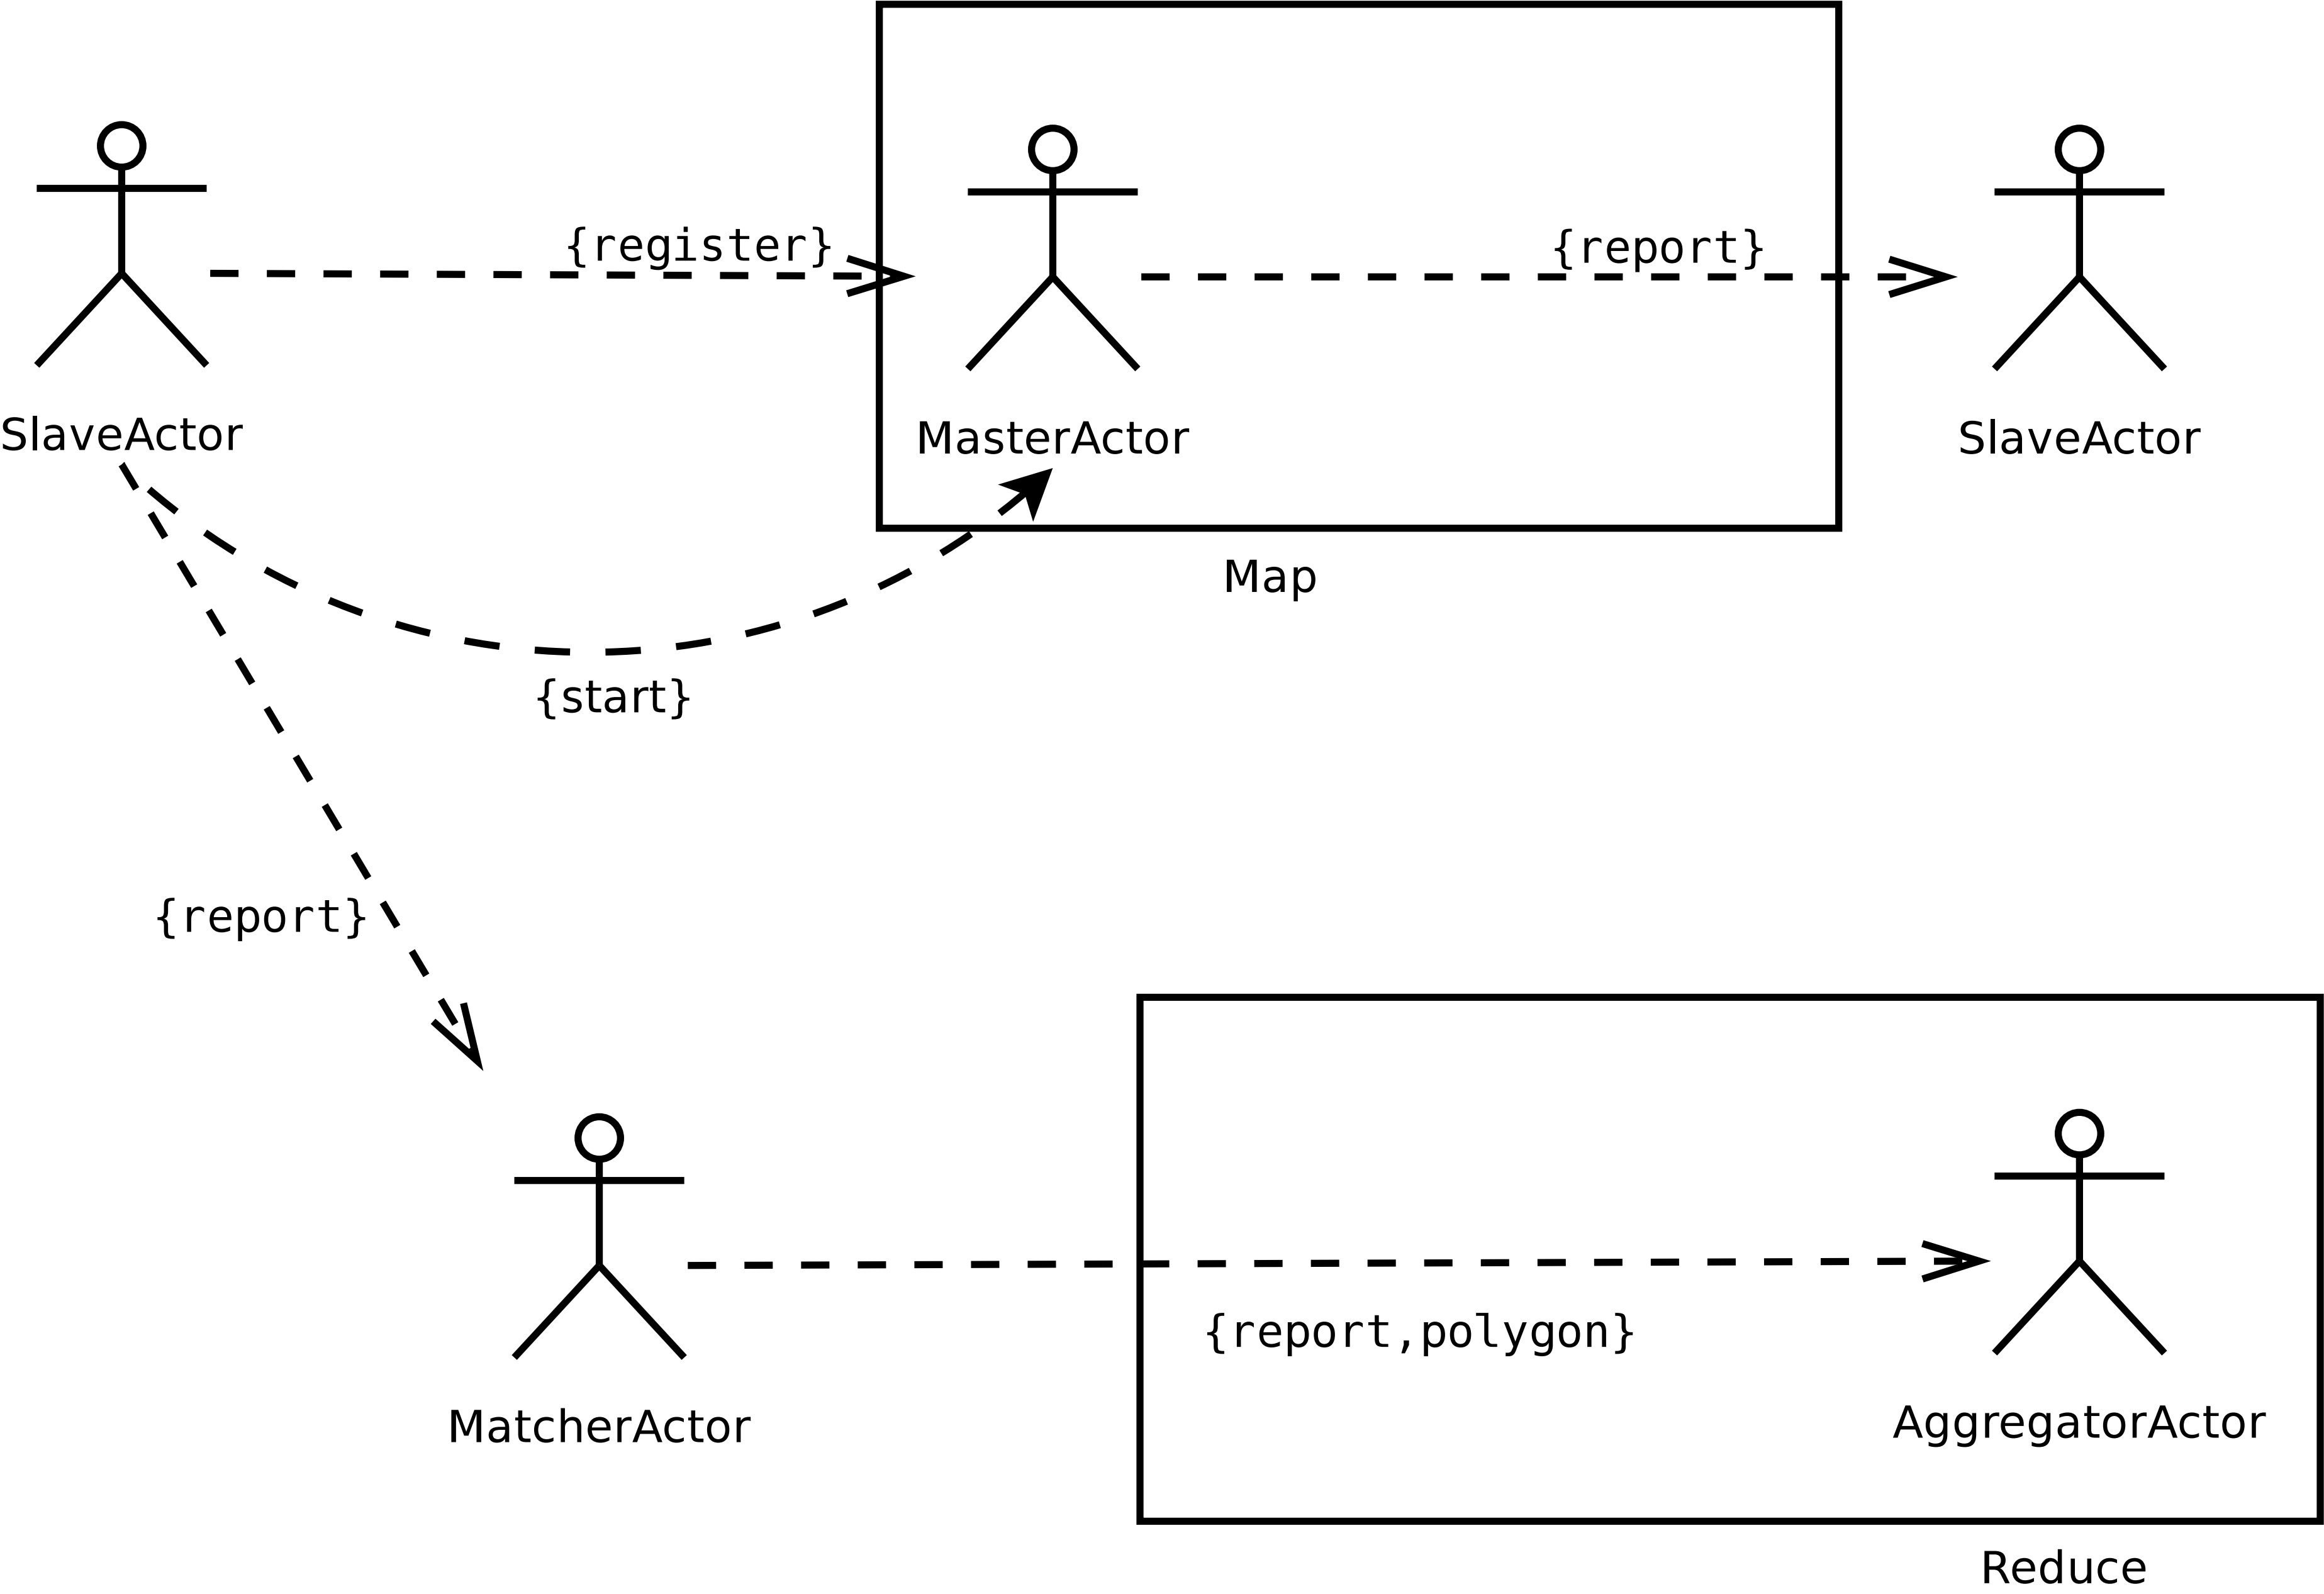 {register}
{report}
SlaveActor
MasterActor
SlaveActor
Map
{start}
{report}
{report,polygon}
MatcherActor
AggregatorActor
Reduce